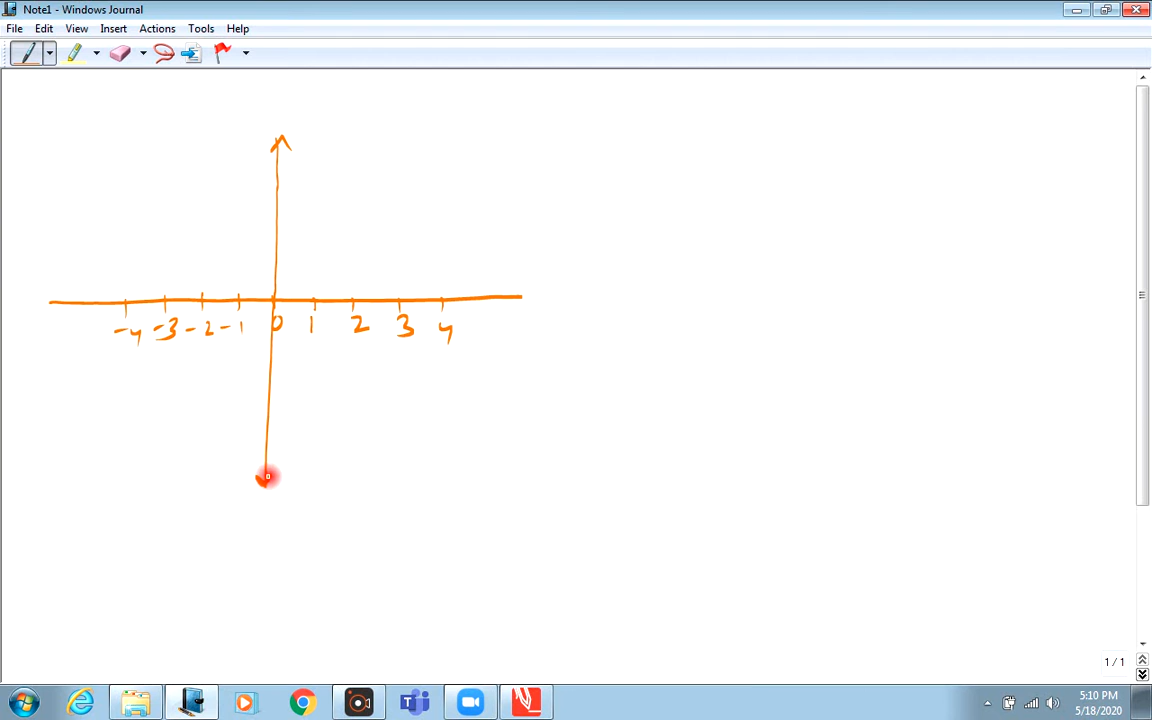 Note1 - Windows Journal
File Edit View Insert Actions Tools Help
-4 -3 -2 -1 0 1 2 3 4
1 / 1
5:10 PM
5/18/2020